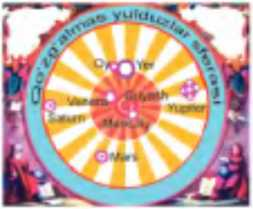 Qo'zg'almas yulduzlar sferasi
Oy
Yer
Venera
Quyosh
Yupiter
Saturn
Merkuriy
Mars